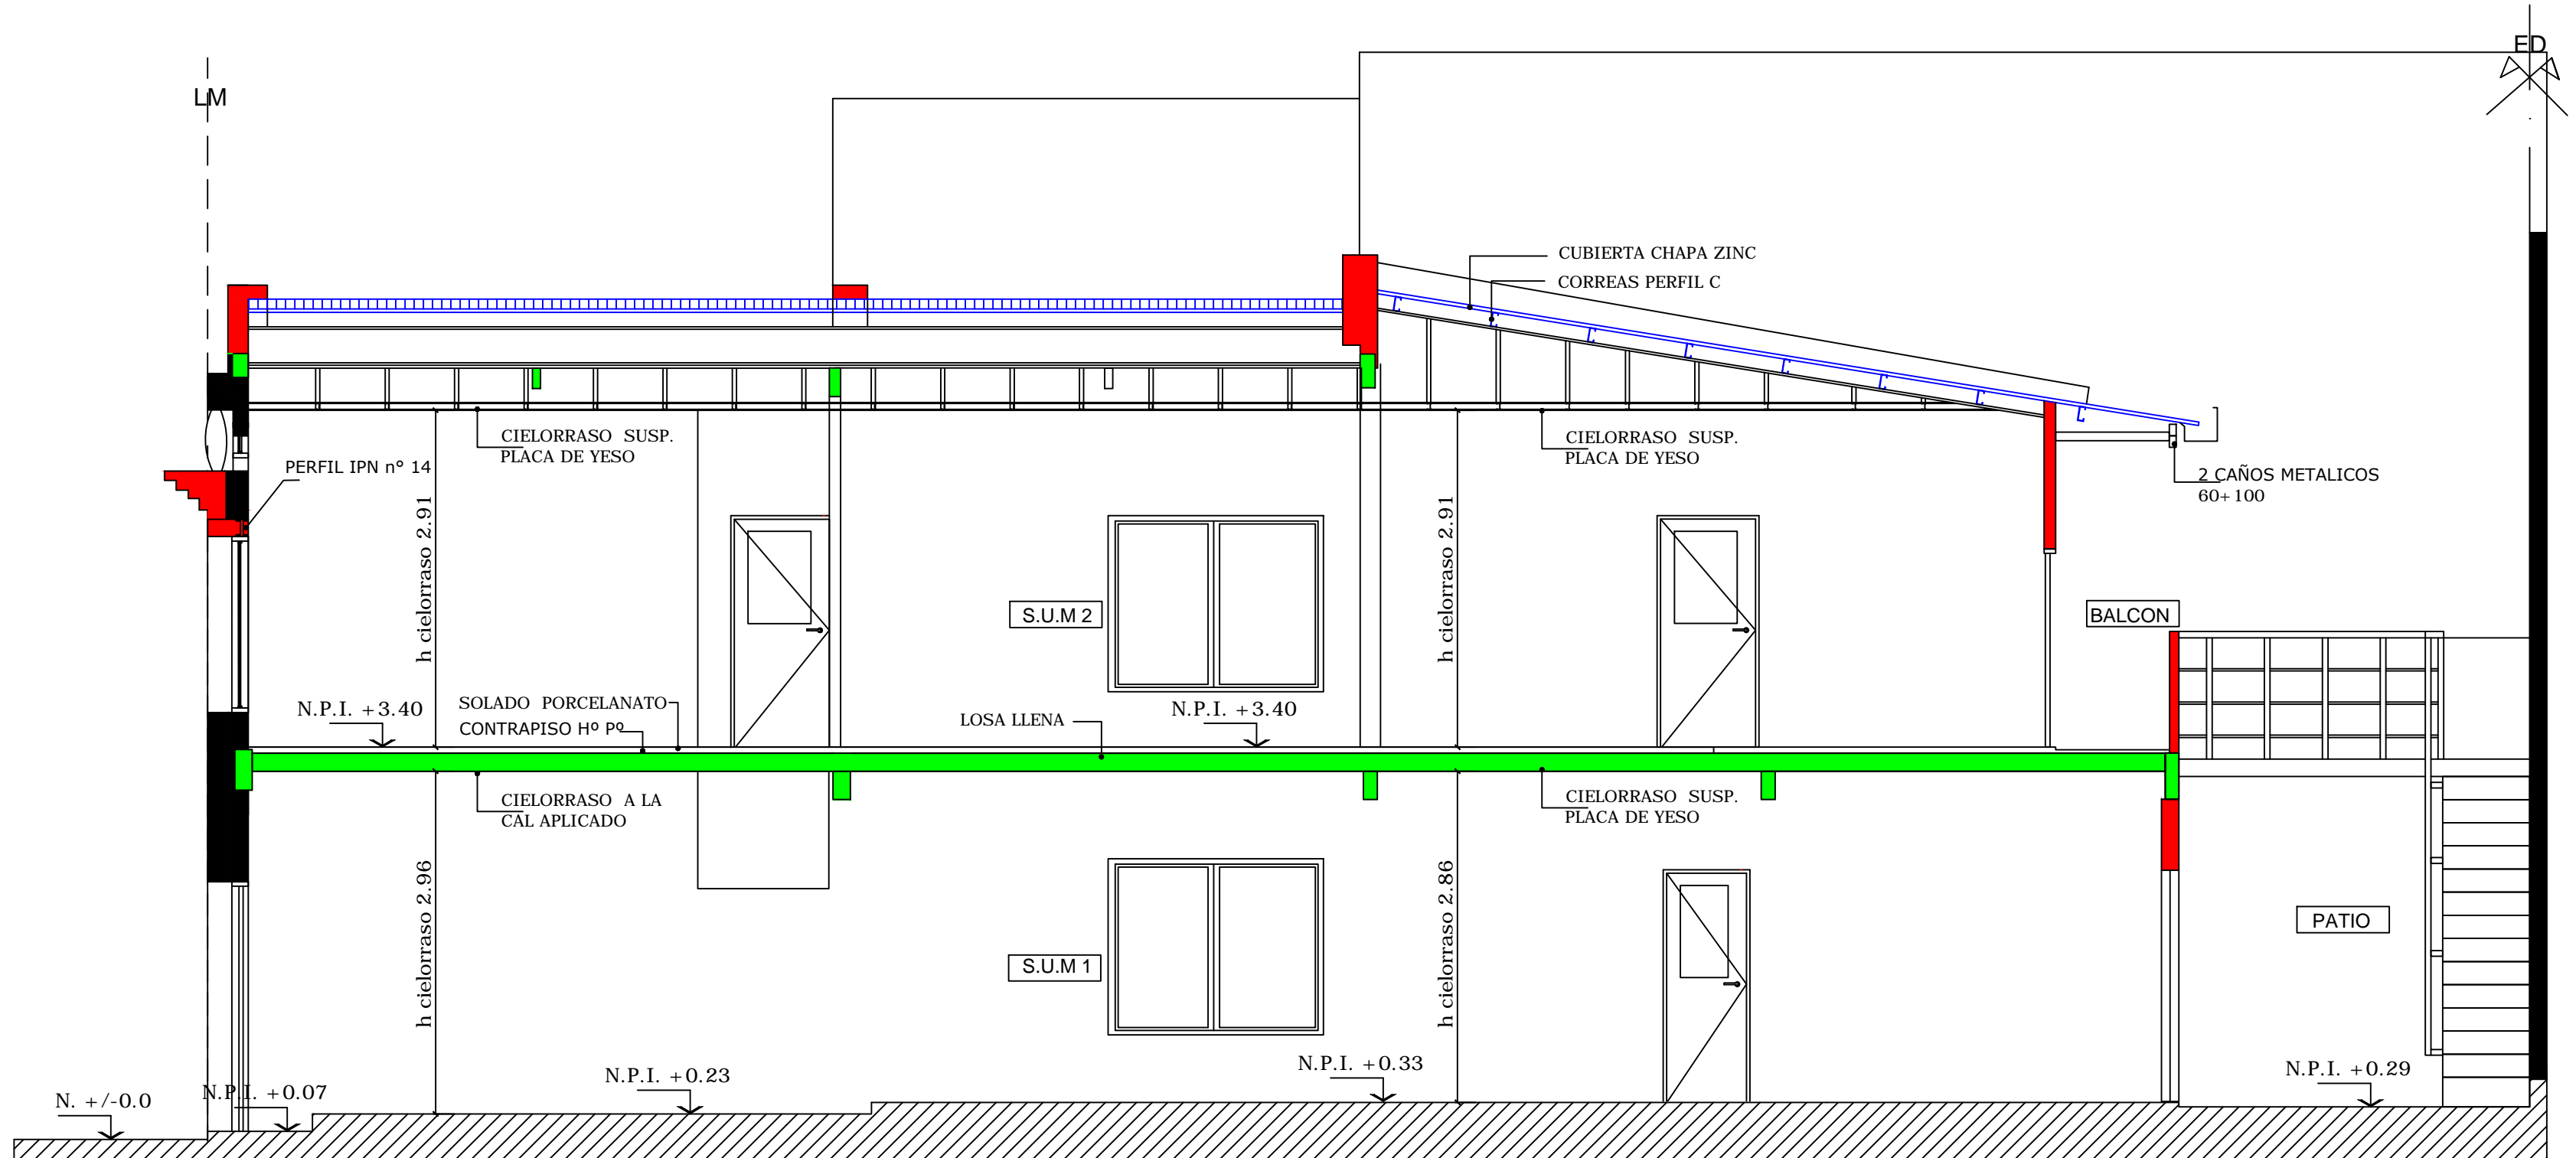 ED
LM
CUBIERTA CHAPA ZINC
CORREAS PERFIL C
CIELORRASO SUSP.
PLACA DE YESO
CIELORRASO SUSP.
PLACA DE YESO
PERFIL IPN n° 14
2 CAÑOS METALICOS
60+100
h cielorraso 2.91
h cielorraso 2.91
S.U.M 2
BALCON
SOLADO PORCELANATO
N.P.I. +3.40
N.P.I. +3.40
LOSA LLENA
CONTRAPISO Hº Pº
CIELORRASO A LA
CAL APLICADO
CIELORRASO SUSP.
PLACA DE YESO
h cielorraso 2.96
h cielorraso 2.86
PATIO
S.U.M 1
N.P.I. +0.33
N.P.I. +0.29
N.P.I. +0.23
N.P.I. +0.07
N. +/-0.0